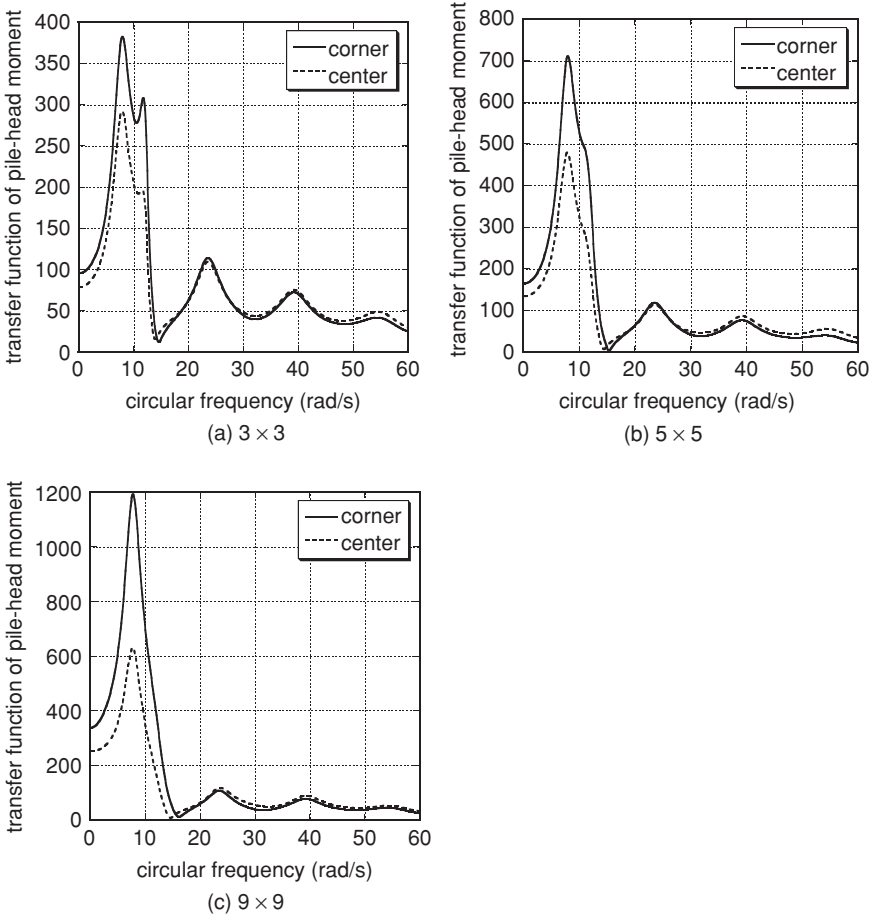 transfer function of pile-head moment
400
350
300
250
200
150
100
50
0
corner
center
0 10 20 30 40 50 60
circular frequency (rad/s)
(a) 3 × 3
transfer function of pile-head moment
800
700
600
500
400
300
200
100
0
corner
center
0 10 20 30 40 50 60
circular frequency (rad/s)
(b) 5 × 5
transfer function of pile-head moment
1200
1000
800
600
400
200
0
corner
center
0 10 20 30 40 50 60
circular frequency (rad/s)
(c) 9 × 9